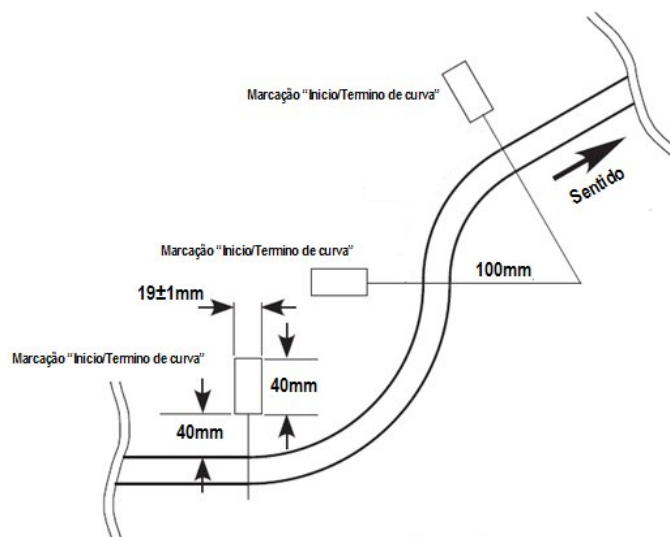 Marcação “Inicio/Termino de curva”
Sentido
Marcação “Inicio/Termino de curva”
100mm
19±1mm
Marcação “Inicio/Termino de curva”
40mm
40mm